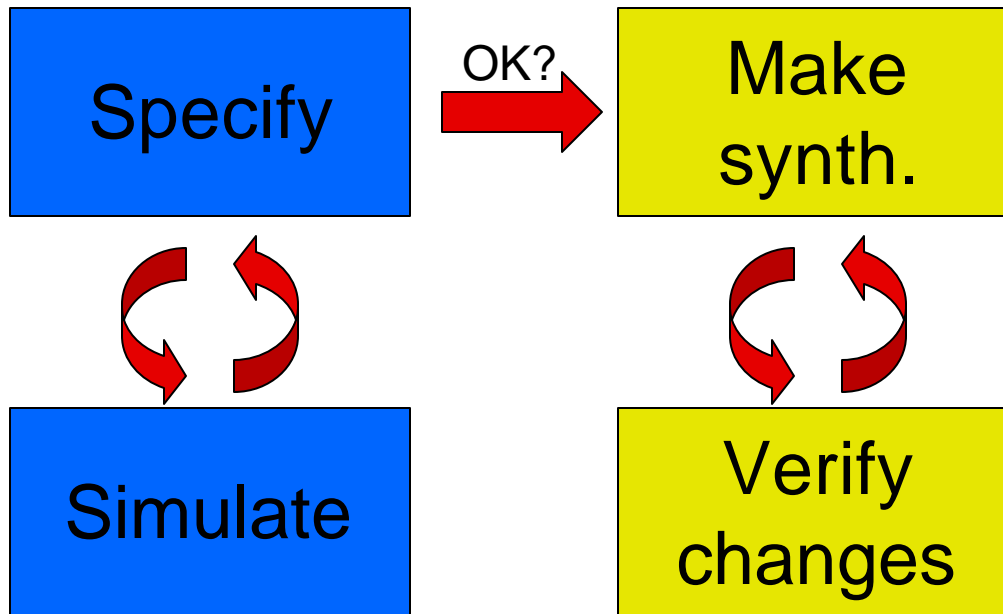 Specify
OK?
Make
synth.
Simulate
Verify
changes